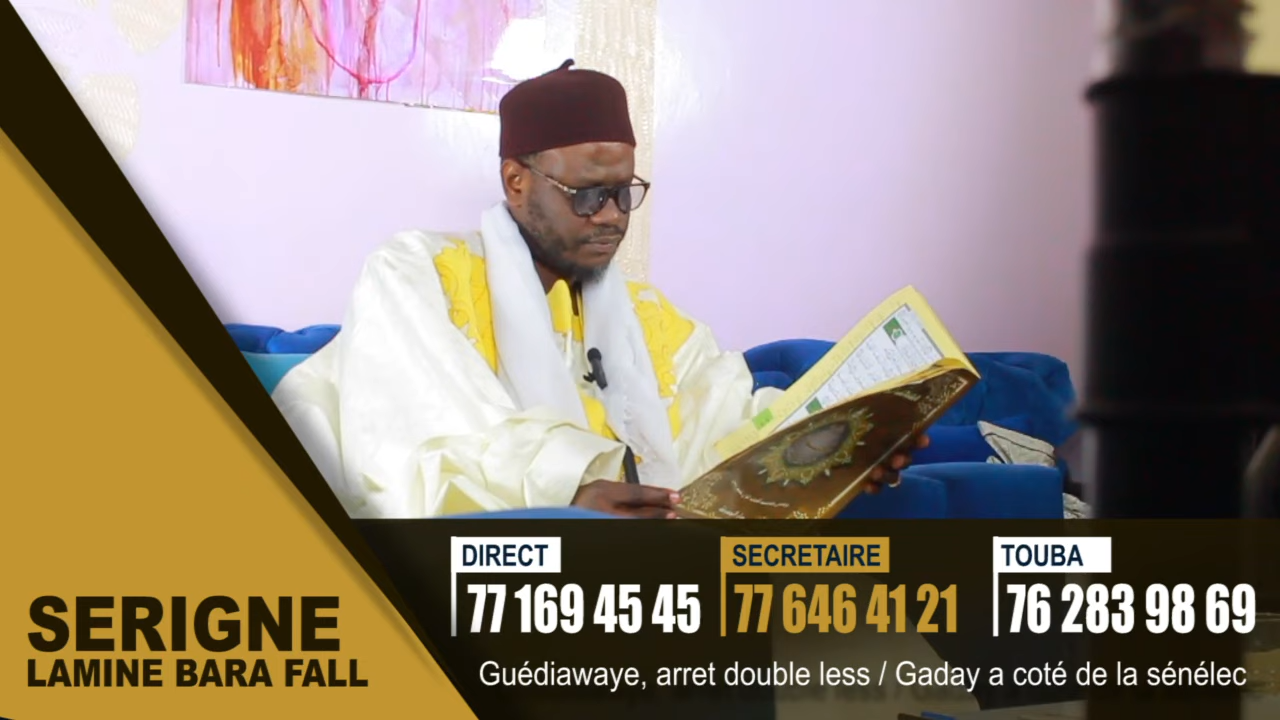 SERIGNE
LAMINE BARA FALL
DIRECT
77 169 45 45
SECRETAIRE
77 646 41 21
TOUBA
76 283 98 69
Guédiawaye, arret double less / Gaday a coté de la sénélec